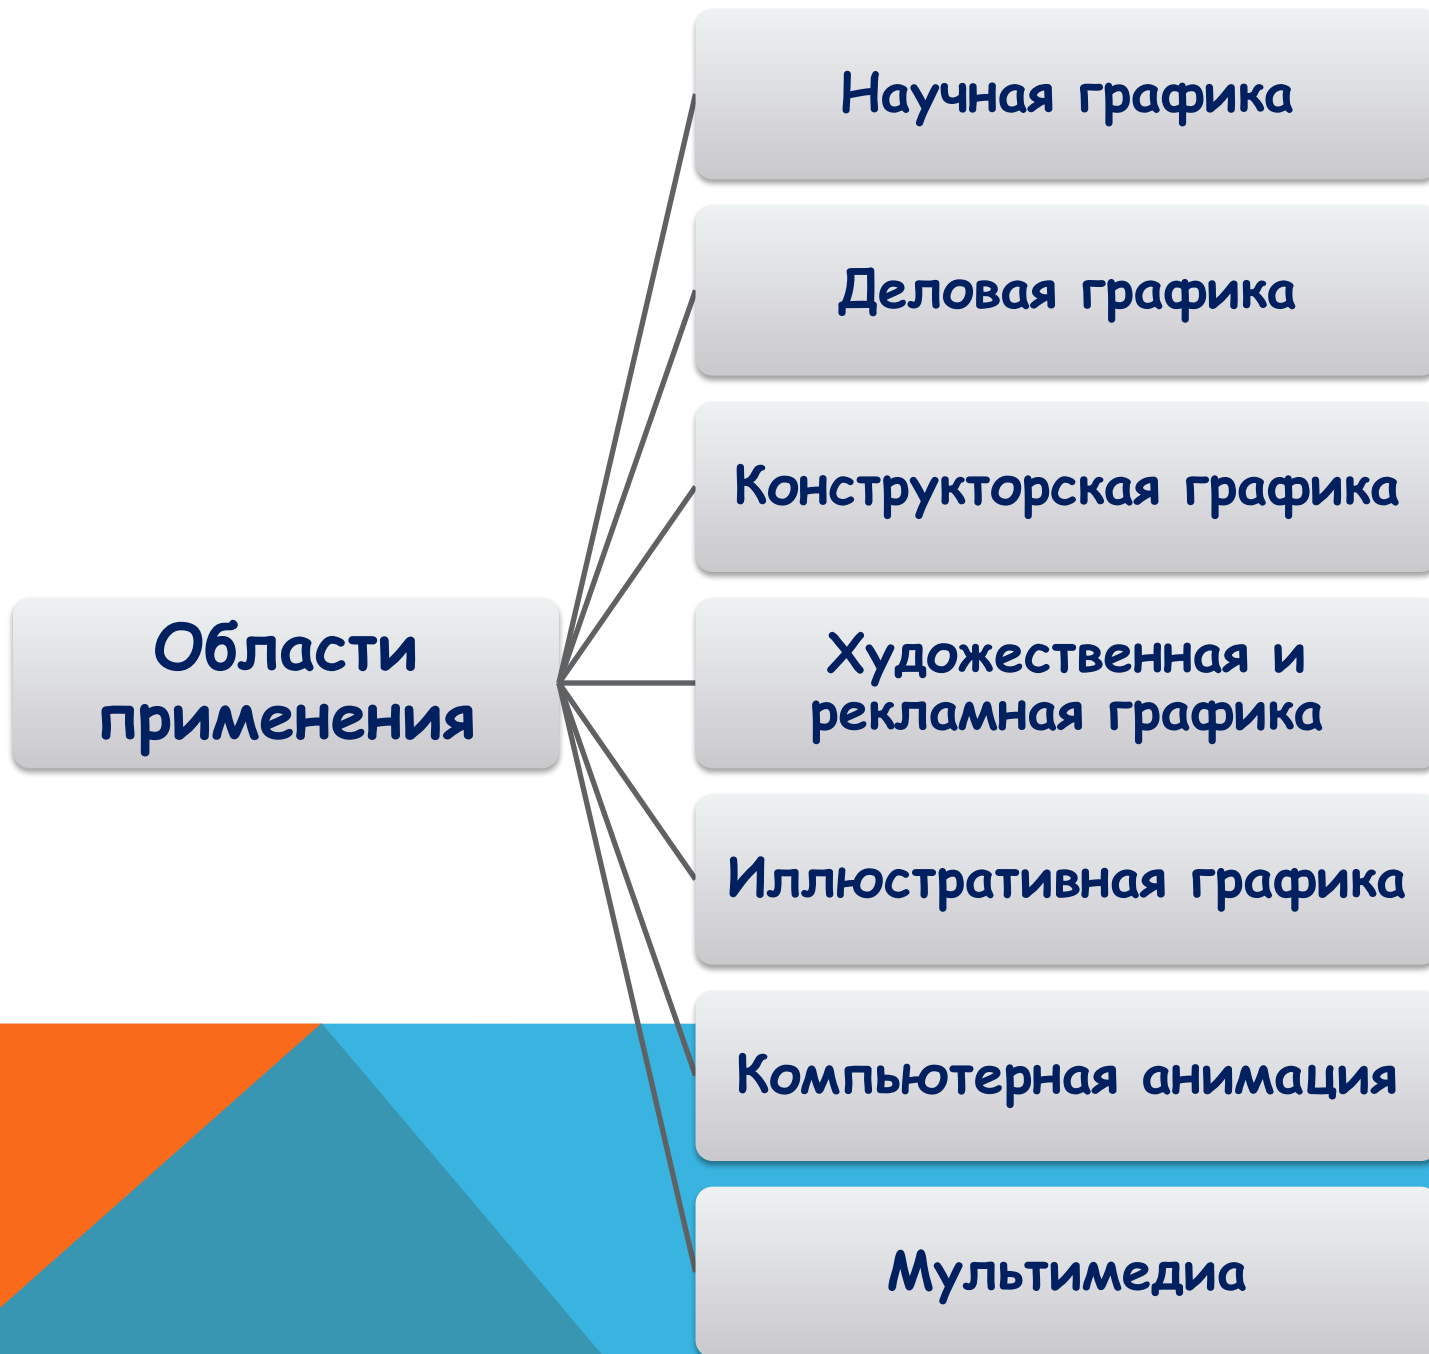 Научная графика
Деловая графика
Конструкторская графика
Области
применения
Художественная и
рекламная графика
Иллюстративная графика
Компьютерная анимация
Мультимедиа